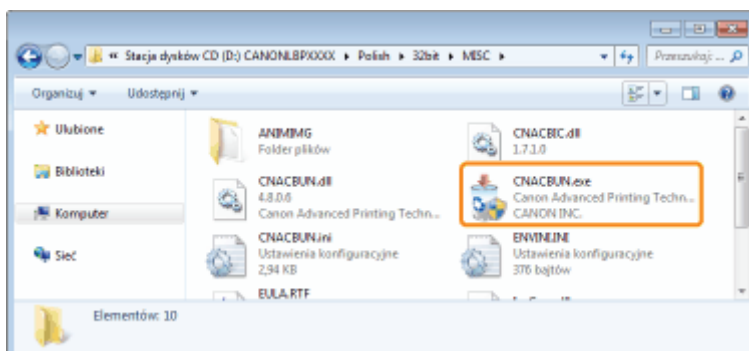 « Stacja dysków CD (D:) CANONLBPXXXX ▸ Polish ▸ 32bit ▸ MISC ▸
Przeszukaj: ...
Organizuj
Udostępnij
Ulubione
Biblioteki
Komputer
Sieć
ANIMIMG
Folder plików
CNACBIC.dll
1.7.1.0
CNACBUN.dll
4.8.0.6
Canon Advanced Printing Techn...
CNACBUN.exe
Canon Advanced Printing Techn...
CANON INC.
CNACBUN.ini
Ustawienia konfiguracyjne
2,94 KB
ENVINI.INI
Ustawienia konfiguracyjne
376 bajtów
EULA.RTF
Elementów: 10